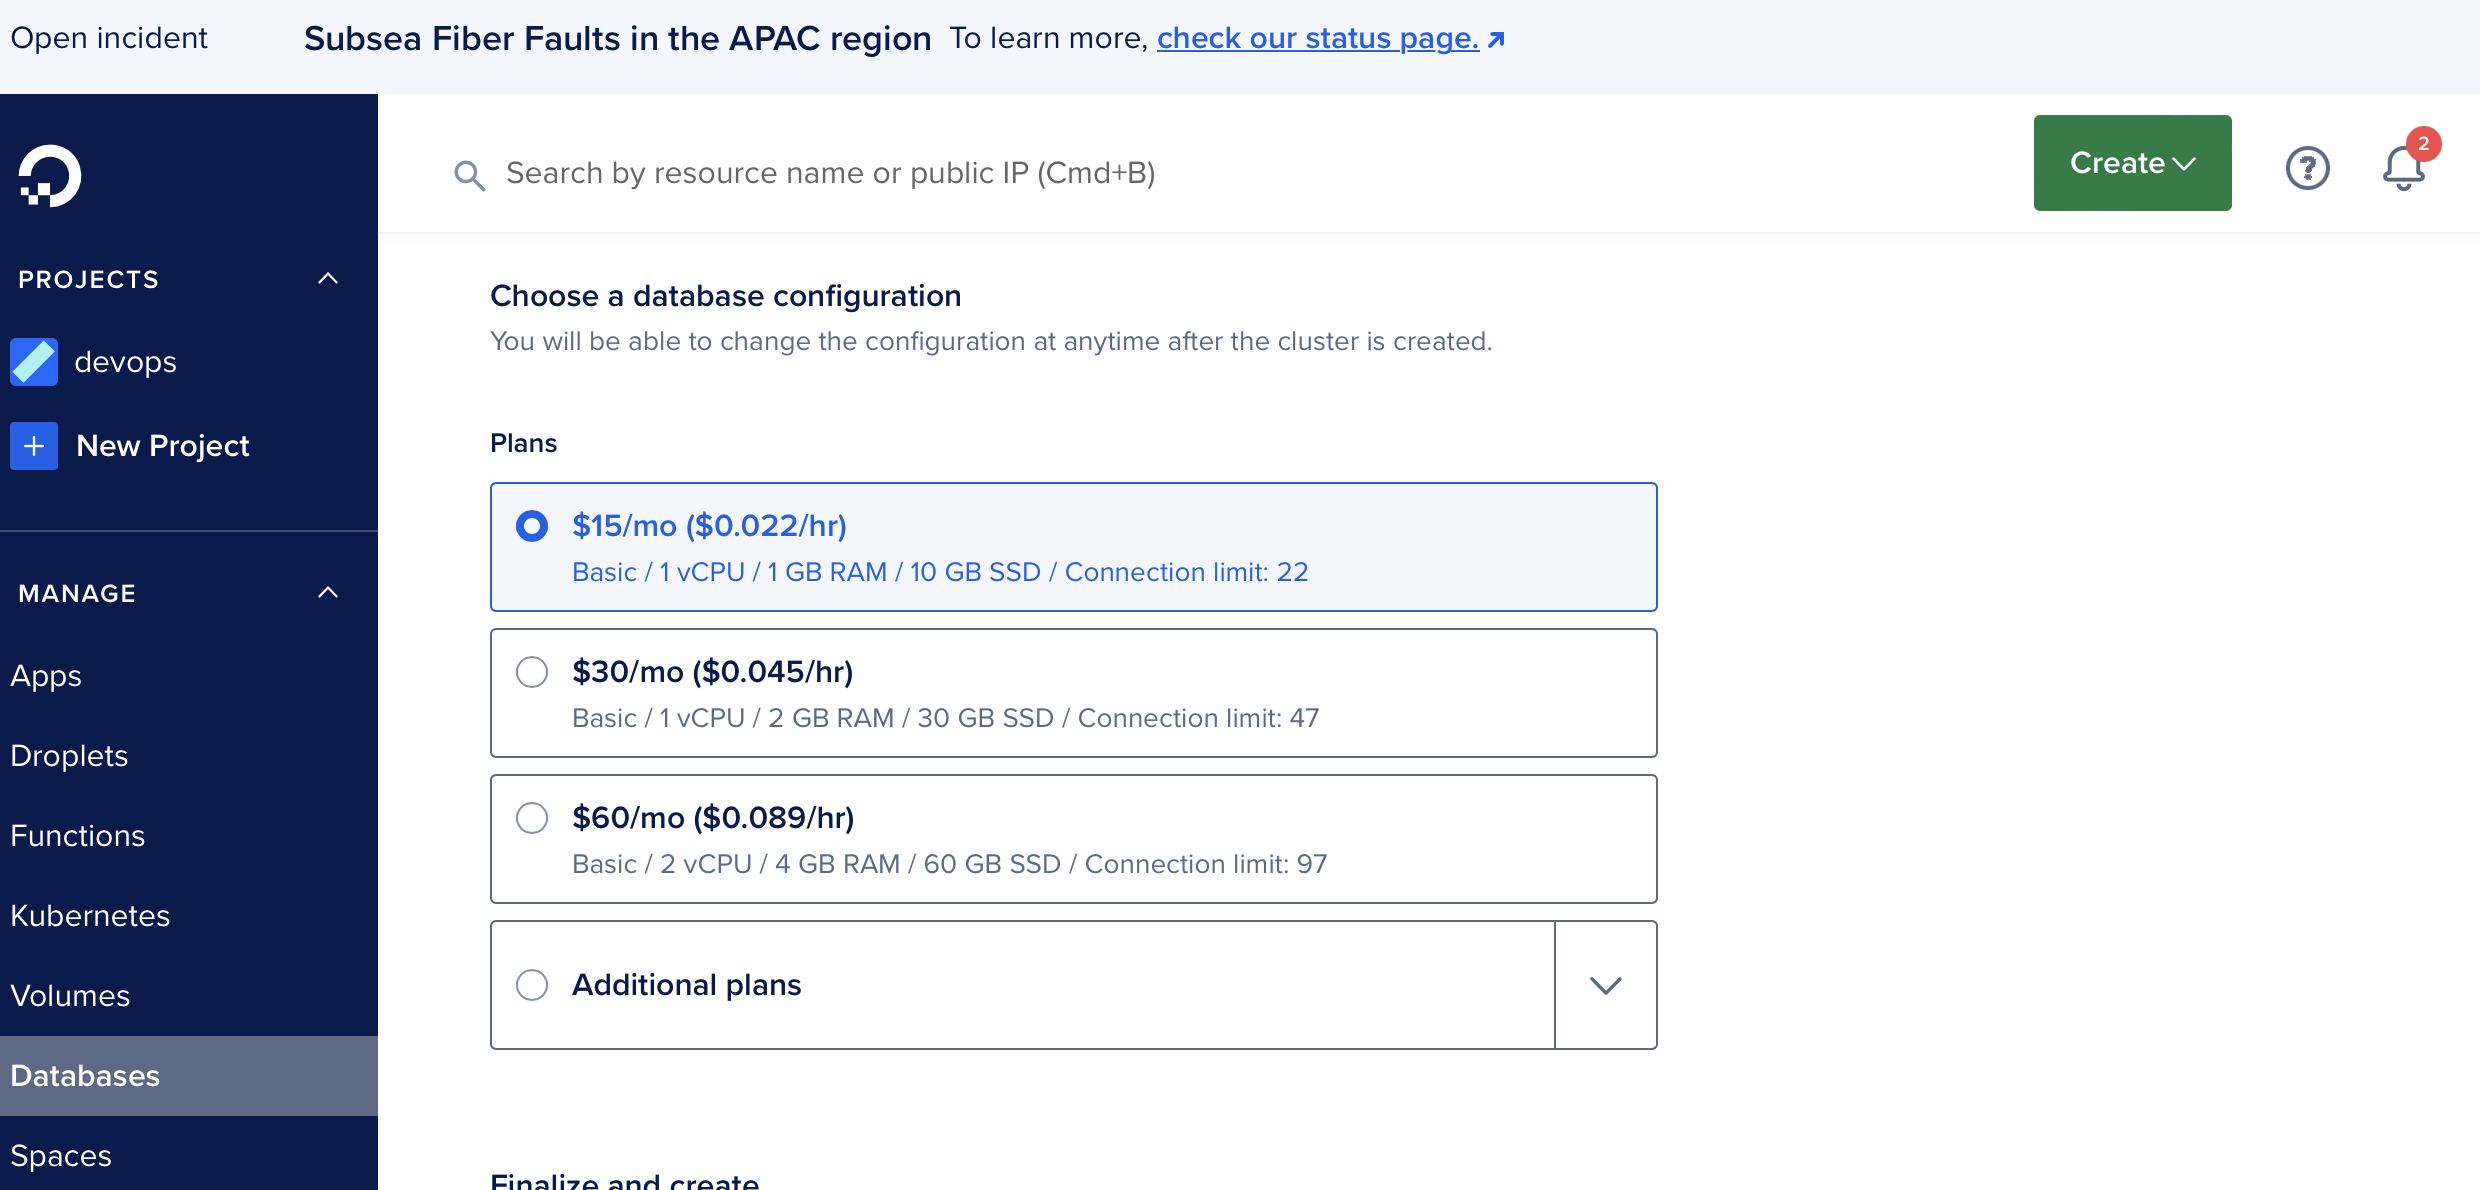 Open incident
Subsea Fiber Faults in the APAC region To learn more, check our status page.
Search by resource name or public IP (Cmd+B)
Create
2
PROJECTS
devops
New Project
MANAGE
Apps
Droplets
Functions
Kubernetes
Volumes
Databases
Spaces
Choose a database configuration
You will be able to change the configuration at anytime after the cluster is created.
Plans
$15/mo ($0.022/hr)
Basic / 1 vCPU / 1 GB RAM / 10 GB SSD / Connection limit: 22
$30/mo ($0.045/hr)
Basic / 1 vCPU / 2 GB RAM / 30 GB SSD / Connection limit: 47
$60/mo ($0.089/hr)
Basic / 2 vCPU / 4 GB RAM / 60 GB SSD / Connection limit: 97
Additional plans
Finalize and create